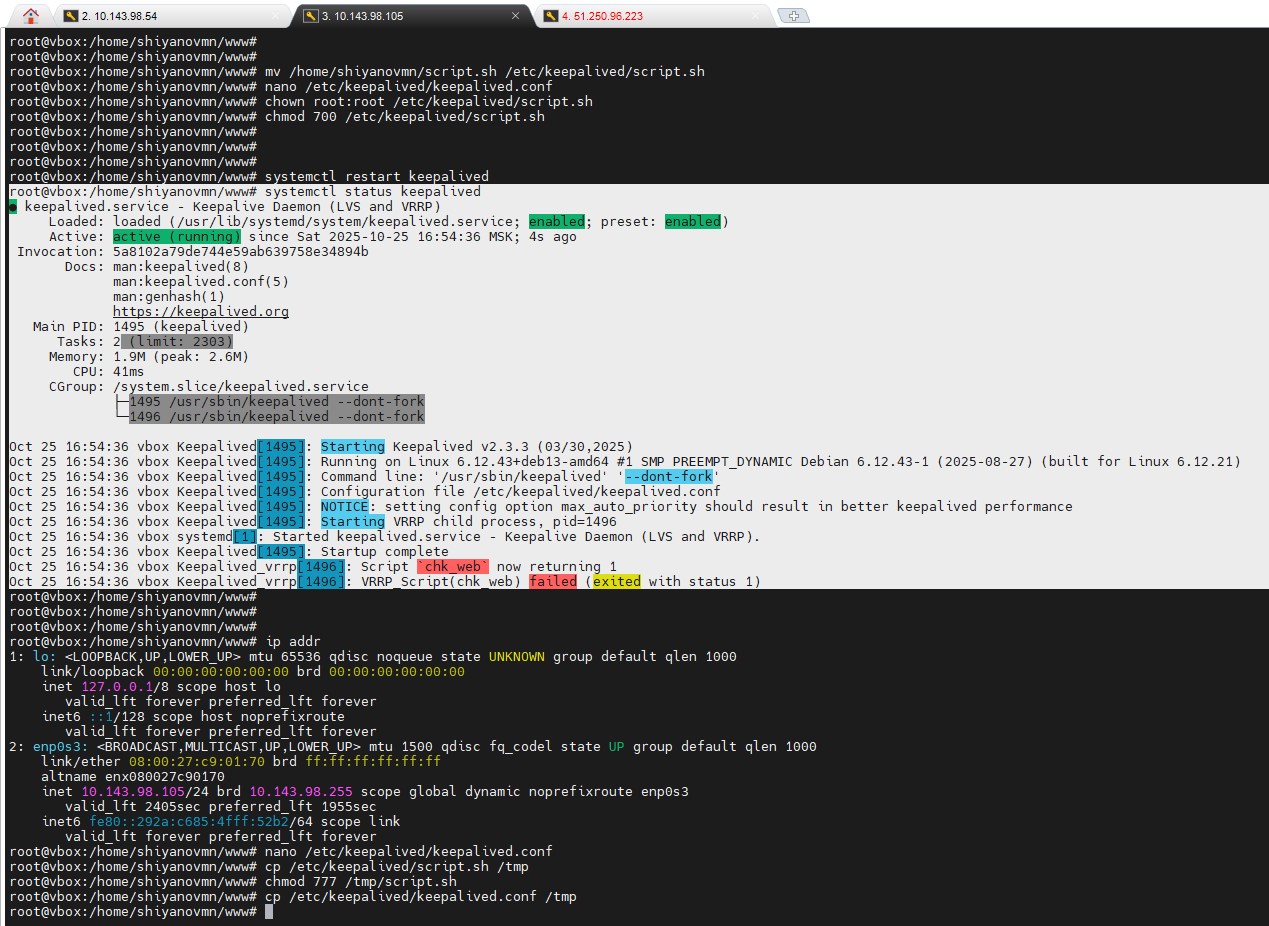 2. 10.143.98.54
3. 10.143.98.105
4. 51.250.96.223
root@vbox:/home/shiyanovmn/www#
root@vbox:/home/shiyanovmn/www#
root@vbox:/home/shiyanovmn/www# mv /home/shiyanovmn/script.sh /etc/keepalived/script.sh
root@vbox:/home/shiyanovmn/www# nano /etc/keepalived/keepalived.conf
root@vbox:/home/shiyanovmn/www# chown root:root /etc/keepalived/script.sh
root@vbox:/home/shiyanovmn/www# chmod 700 /etc/keepalived/script.sh
root@vbox:/home/shiyanovmn/www#
root@vbox:/home/shiyanovmn/www#
root@vbox:/home/shiyanovmn/www#
root@vbox:/home/shiyanovmn/www# systemctl restart keepalived
root@vbox:/home/shiyanovmn/www# systemctl status keepalived
● keepalived.service - Keepalive Daemon (LVS and VRRP)
Loaded: loaded (/usr/lib/systemd/system/keepalived.service; enabled; preset: enabled)
Active: active (running) since Sat 2025-10-25 16:54:36 MSK; 4s ago
Invocation: 5a8102a79de744e59ab639758e34894b
Docs: man:keepalived(8)
man:keepalived.conf(5)
man:genhash(1)
https://keepalived.org
Main PID: 1495 (keepalived)
Tasks: 2 (limit: 2303)
Memory: 1.9M (peak: 2.6M)
CPU: 41ms
CGroup: /system.slice/keepalived.service
├─1495 /usr/sbin/keepalived --dont-fork
└─1496 /usr/sbin/keepalived --dont-fork
Oct 25 16:54:36 vbox Keepalived[1495]: Starting Keepalived v2.3.3 (03/30,2025)
Oct 25 16:54:36 vbox Keepalived[1495]: Running on Linux 6.12.43+deb13-amd64 #1 SMP PREEMPT_DYNAMIC Debian 6.12.43-1 (2025-08-27) (built for Linux 6.12.21)
Oct 25 16:54:36 vbox Keepalived[1495]: Command line: '/usr/sbin/keepalived' '--dont-fork'
Oct 25 16:54:36 vbox Keepalived[1495]: Configuration file /etc/keepalived/keepalived.conf
Oct 25 16:54:36 vbox Keepalived[1495]: NOTICE: setting config option max_auto_priority should result in better keepalived performance
Oct 25 16:54:36 vbox Keepalived[1495]: Starting VRRP child process, pid=1496
Oct 25 16:54:36 vbox systemd[1]: Started keepalived.service - Keepalive Daemon (LVS and VRRP).
Oct 25 16:54:36 vbox Keepalived[1495]: Startup complete
Oct 25 16:54:36 vbox Keepalived_vrrp[1496]: Script `chk_web` now returning 1
Oct 25 16:54:36 vbox Keepalived_vrrp[1496]: VRRP_Script(chk_web) failed (exited with status 1)
root@vbox:/home/shiyanovmn/www#
root@vbox:/home/shiyanovmn/www#
root@vbox:/home/shiyanovmn/www#
root@vbox:/home/shiyanovmn/www# ip addr
1: lo: <LOOPBACK,UP,LOWER_UP> mtu 65536 qdisc noqueue state UNKNOWN group default qlen 1000
link/loopback 00:00:00:00:00:00 brd 00:00:00:00:00:00
inet 127.0.0.1/8 scope host lo
valid_lft forever preferred_lft forever
inet6 ::1/128 scope host noprefixroute
valid_lft forever preferred_lft forever
2: enp0s3: <BROADCAST,MULTICAST,UP,LOWER_UP> mtu 1500 qdisc fq_codel state UP group default qlen 1000
link/ether 08:00:27:c9:01:70 brd ff:ff:ff:ff:ff:ff
altname enx080027c90170
inet 10.143.98.105/24 brd 10.143.98.255 scope global dynamic noprefixroute enp0s3
valid_lft 2405sec preferred_lft 1955sec
inet6 fe80::292a:c685:4fff:52b2/64 scope link
valid_lft forever preferred_lft forever
root@vbox:/home/shiyanovmn/www# nano /etc/keepalived/keepalived.conf
root@vbox:/home/shiyanovmn/www# cp /etc/keepalived/script.sh /tmp
root@vbox:/home/shiyanovmn/www# chmod 777 /tmp/script.sh
root@vbox:/home/shiyanovmn/www# cp /etc/keepalived/keepalived.conf /tmp
root@vbox:/home/shiyanovmn/www#